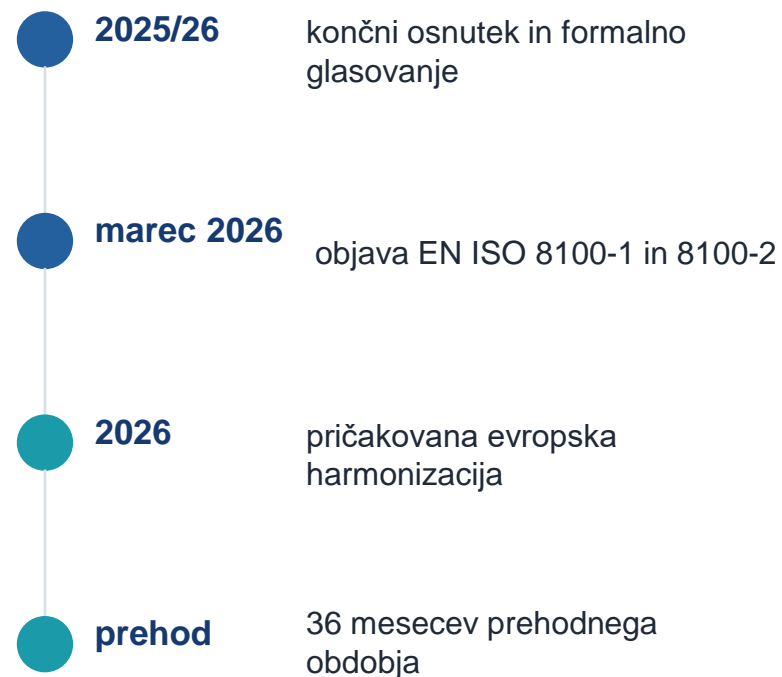 2025/26
končni osnutek in formalno
glasovanje
marec 2026
objava EN ISO 8100-1 in 8100-2
2026
pričakovana evropska
harmonizacija
prehod
36 mesecev prehodnega
obdobja